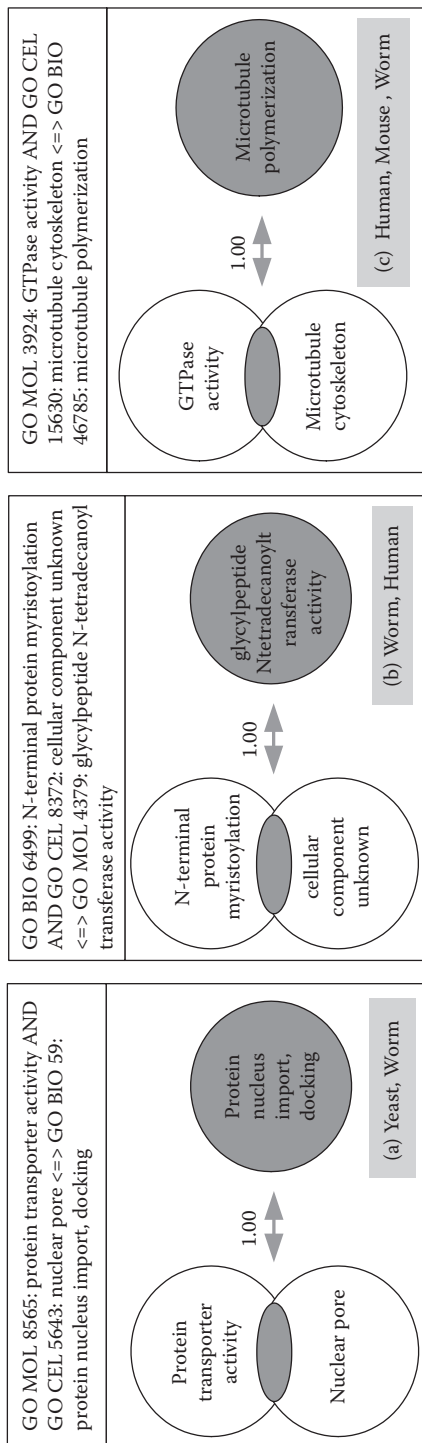 GO MOL 8565: protein transporter activity AND
GO CEL 5643: nuclear pore <=> GO BIO 59:
protein nucleus import, docking
Protein
transporter
activity
Nuclear pore
1.00
Protein
nucleus
import,
docking
(a) Yeast, Worm
GO BIO 6499: N-terminal protein myristoylation
AND GO CEL 8372: cellular component unknown
<=> GO MOL 4379: glycylpeptide N-tetradecanoyl
transferase activity
N-terminal
protein
myristoylation
cellular
component
unknown
1.00
glycylpeptide
Ntetradecanoylt
ransferase
activity
(b) Worm, Human
GO MOL 3924: GTPase activity AND GO CEL
15630: microtubule cytoskeleton <=> GO BIO
46785: microtubule polymerization
GTPase
activity
Microtubule
cytoskeleton
1.00
Microtubule
polymerization
(c) Human, Mouse , Worm